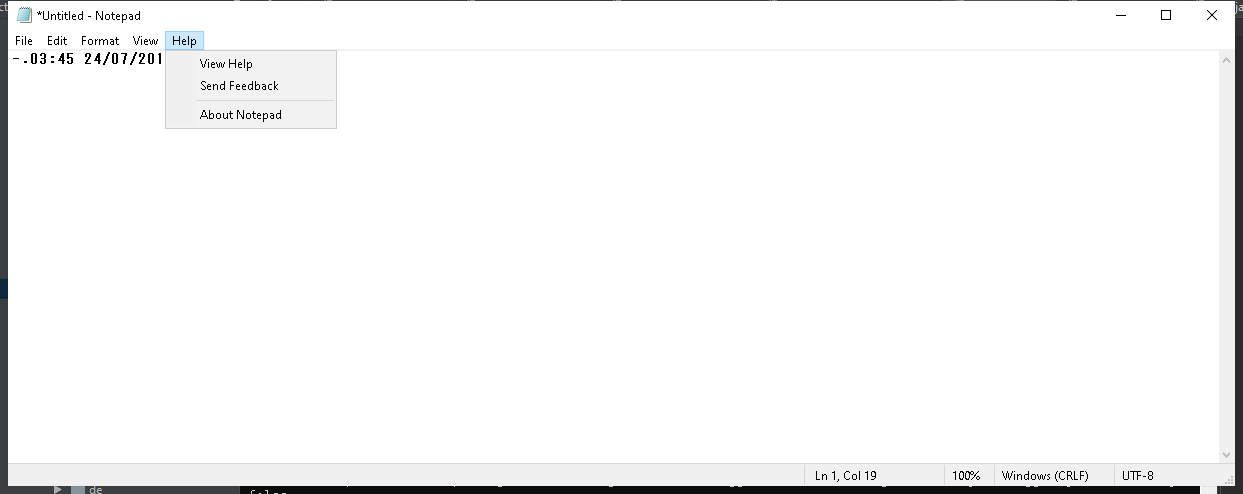 *Untitled - Notepad
File Edit Format View Help
-.03:45 24/07/201
View Help
Send Feedback
About Notepad
Ln 1, Col 19 100% Windows (CRLF) UTF-8
de